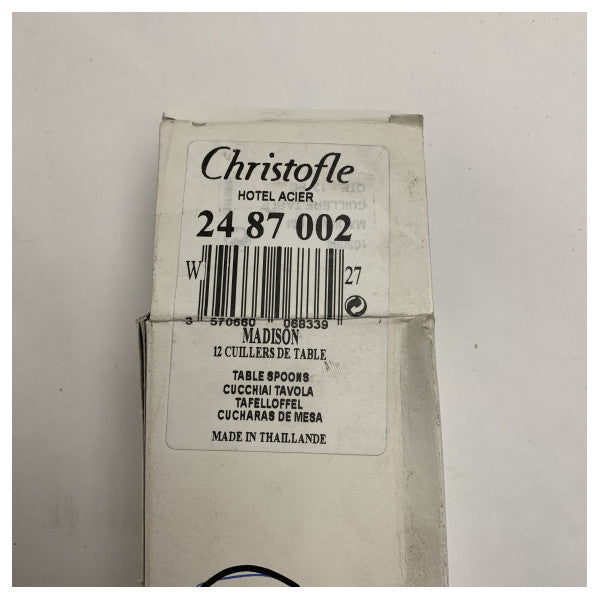 Christofle
HOTEL ACIER
24 87 002
W 27
3 570660 068339
MADISON
12 CUILLERS DE TABLE
TABLE SPOONS
CUCCHIAI TAVOLA
TAFELLOFFEL
CUCHARAS DE MESA
MADE IN THAILLANDE